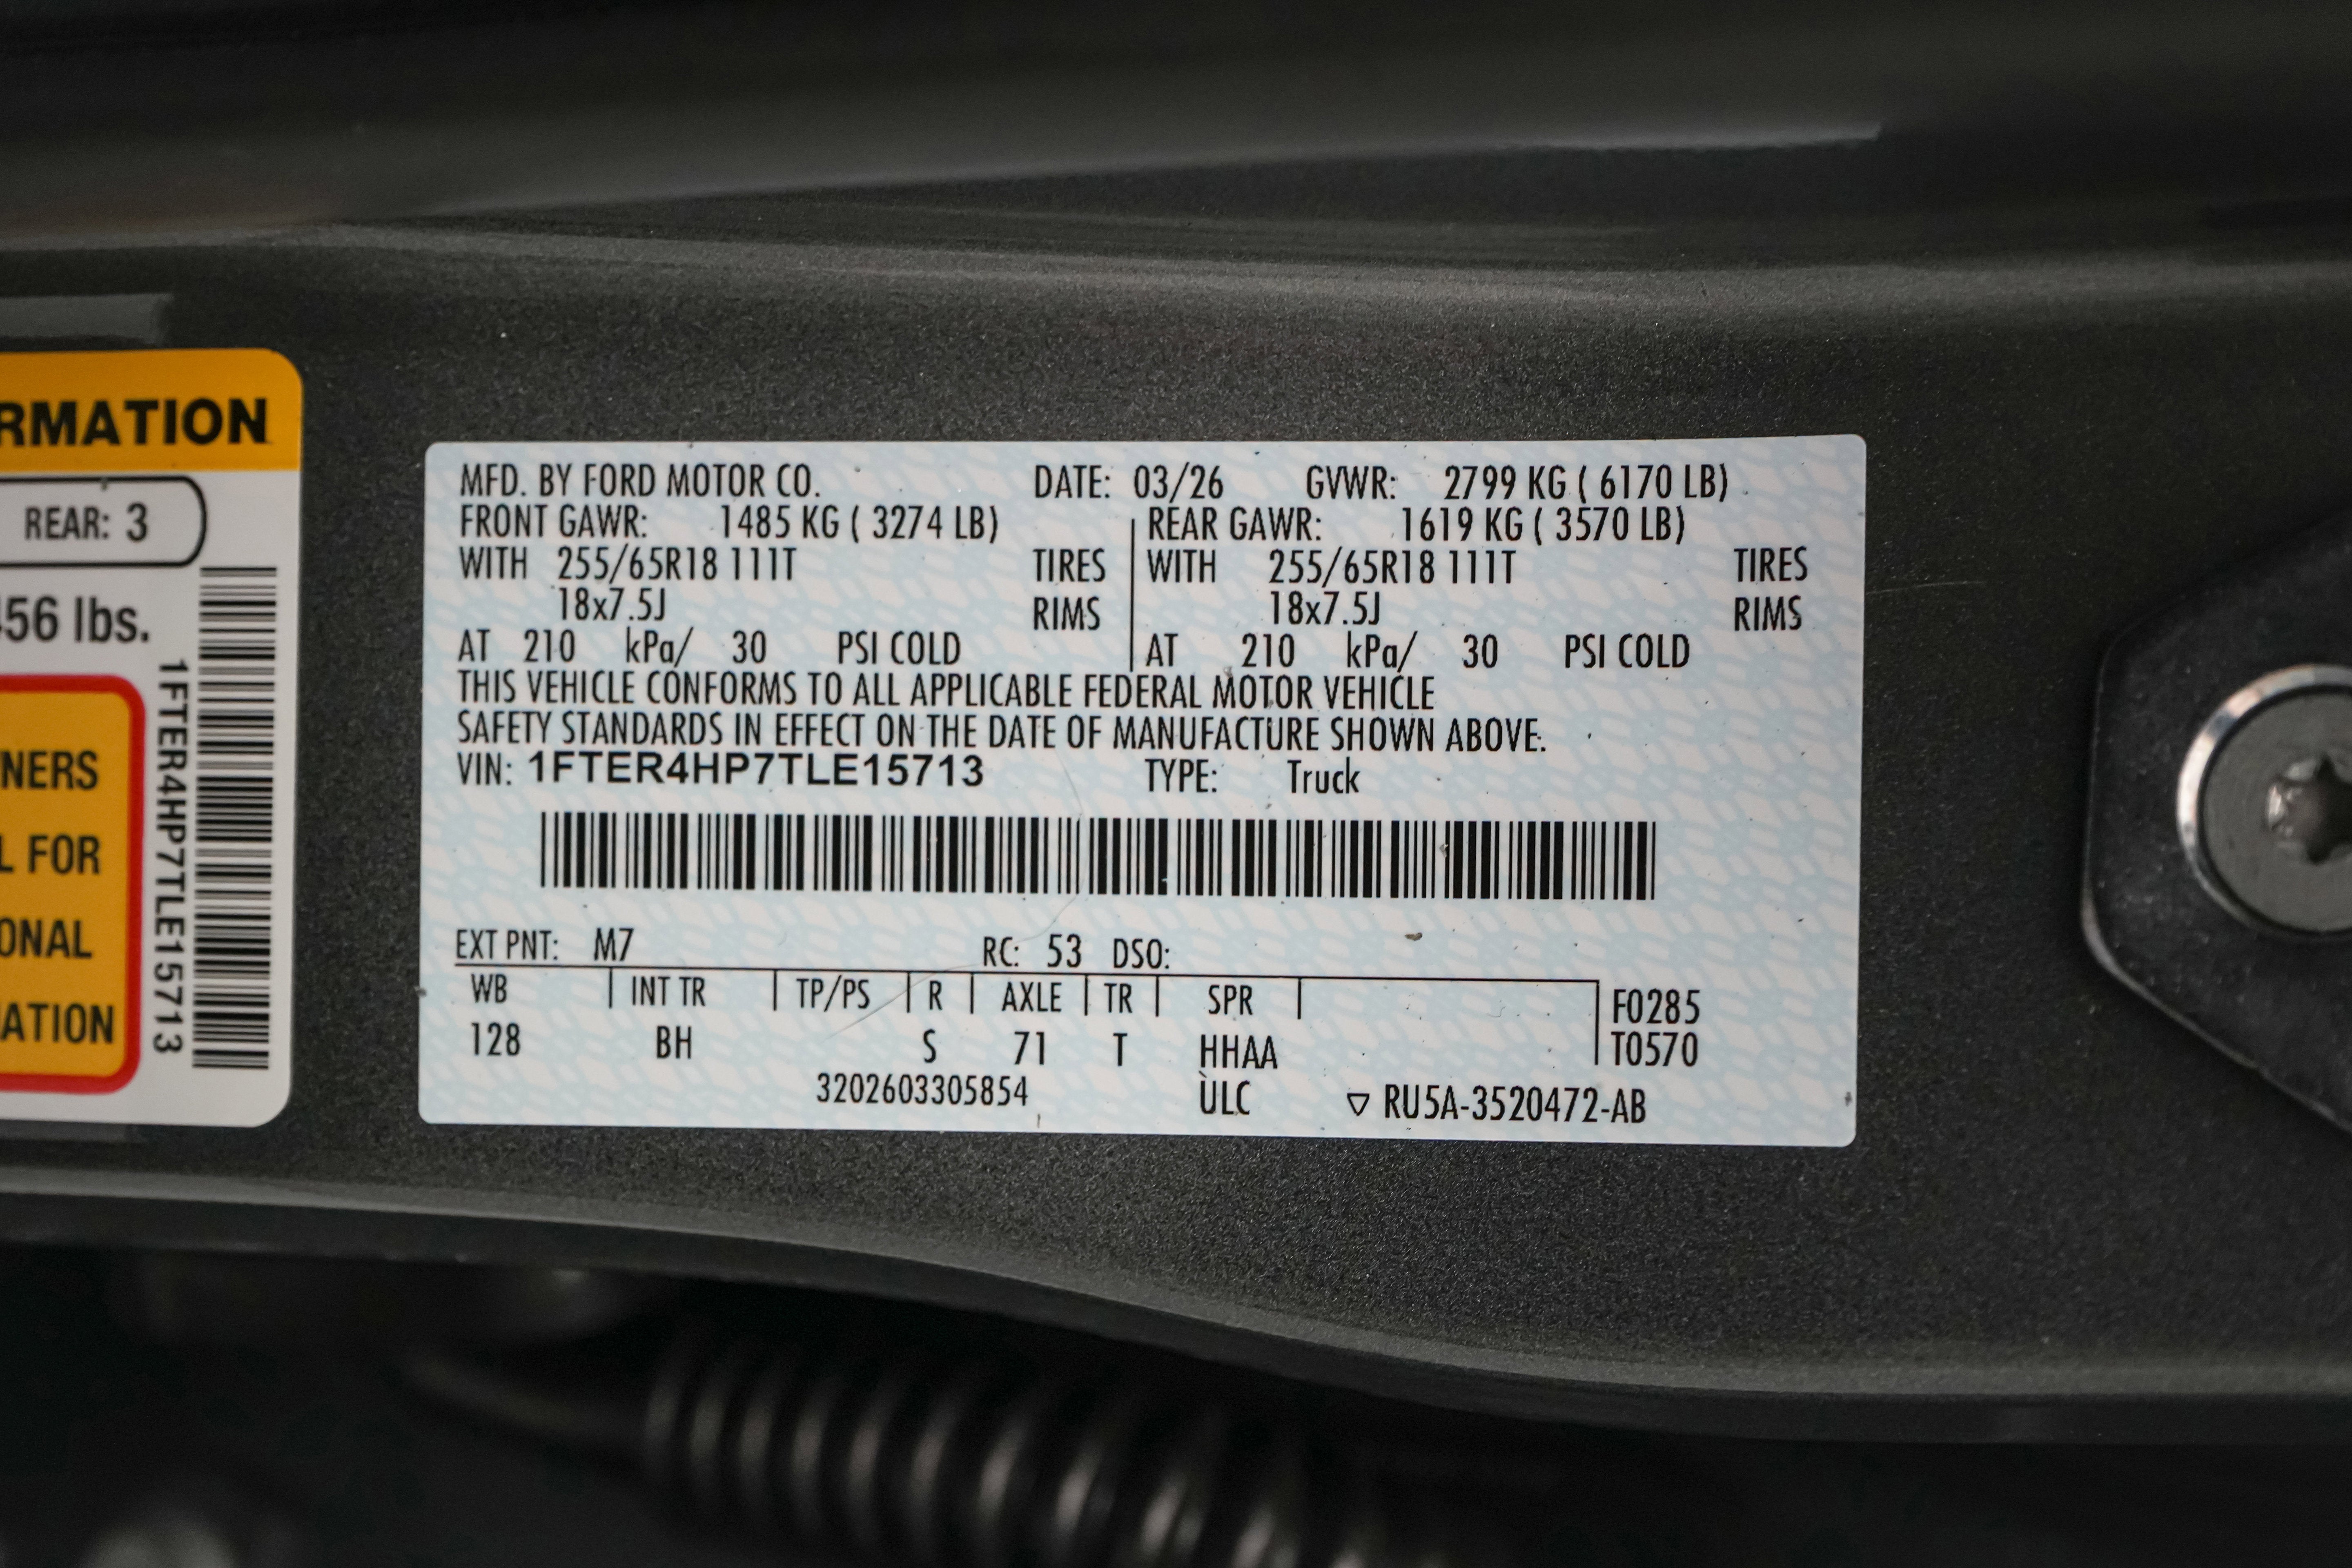 RMATION
REAR: 3
56 lbs.
NERS
L FOR
ONAL
ATION
1FTER4HP7TLE15713
MFD. BY FORD MOTOR CO. DATE: 03/26 GVWR: 2799 KG ( 6170 LB)
FRONT GAWR: 1485 KG ( 3274 LB) REAR GAWR: 1619 KG ( 3570 LB)
WITH 255/65R18 111T TIRES WITH 255/65R18 111T TIRES
18x7.5J RIMS 18x7.5J RIMS
AT 210 kPa/ 30 PSI COLD AT 210 kPa/ 30 PSI COLD
THIS VEHICLE CONFORMS TO ALL APPLICABLE FEDERAL MOTOR VEHICLE
SAFETY STANDARDS IN EFFECT ON THE DATE OF MANUFACTURE SHOWN ABOVE.
VIN: 1FTER4HP7TLE15713 TYPE: Truck
EXT PNT: M7 RC: 53 DSO:
WB INT TR TP/PS R AXLE TR SPR F0285
128 BH S 71 T HHAA T0570
3202603305854 ÙLC ▽ RU5A-3520472-AB